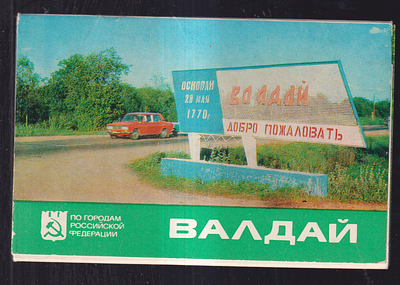 ОСНОВАН
28 МАЯ
1770г
ВАЛДАЙ
ДОБРО ПОЖАЛОВАТЬ
ПО ГОРОДАМ
РОССИЙСКОЙ
ФЕДЕРАЦИИ
ВАЛДАЙ